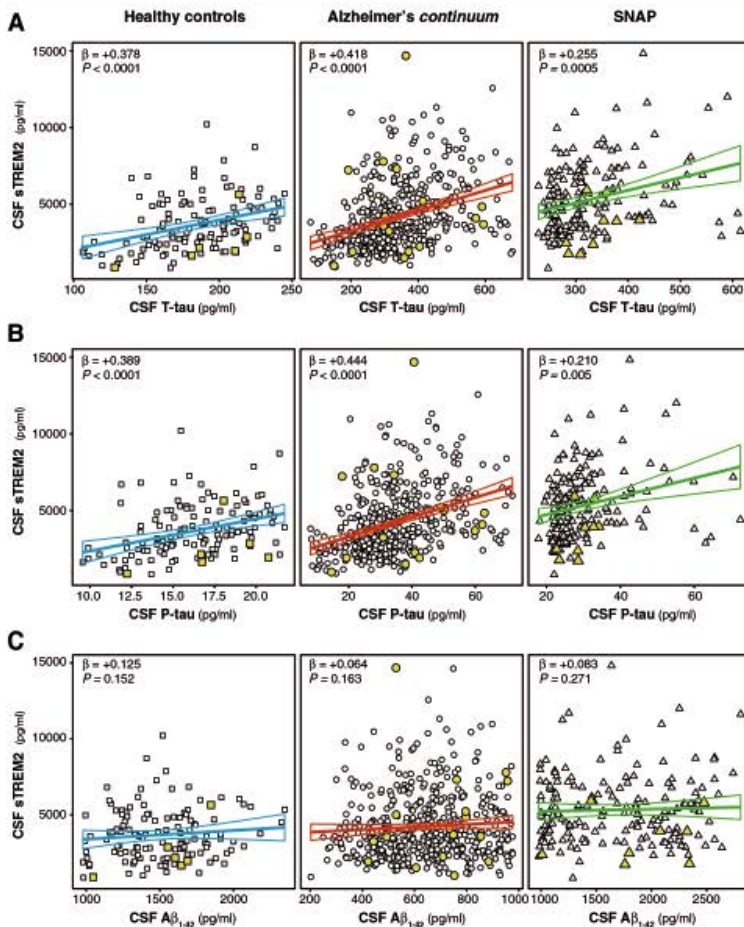 Healthy controls Alzheimer's continuum SNAP
A
β = +0.378 β = +0.418 β = +0.255
P < 0.0001 P < 0.0001 P = 0.0005
15000
10000
5000
CSF sTREM2 (pg/ml)
100 150 200 250 200 400 600 300 400 500 600
CSF T-tau (pg/ml) CSF T-tau (pg/ml) CSF T-tau (pg/ml)
B
β = +0.389 β = +0.444 β = +0.210
P < 0.0001 P < 0.0001 P = 0.005
15000
10000
5000
0
CSF sTREM2 (pg/ml)
10.0 12.5 15.0 17.5 20.0 20 40 60 20 40 60
CSF P-tau (pg/ml) CSF P-tau (pg/ml) CSF P-tau (pg/ml)
C
β = +0.125 β = +0.064 β = +0.083
P = 0.152 P = 0.163 P = 0.271
15000
10000
5000
0
CSF sTREM2 (pg/ml)
1000 1500 2000 200 400 600 800 1000 1000 1500 2000 2500
CSF Aβ1-42 (pg/ml) CSF Aβ1-42 (pg/ml) CSF Aβ1-42 (pg/ml)